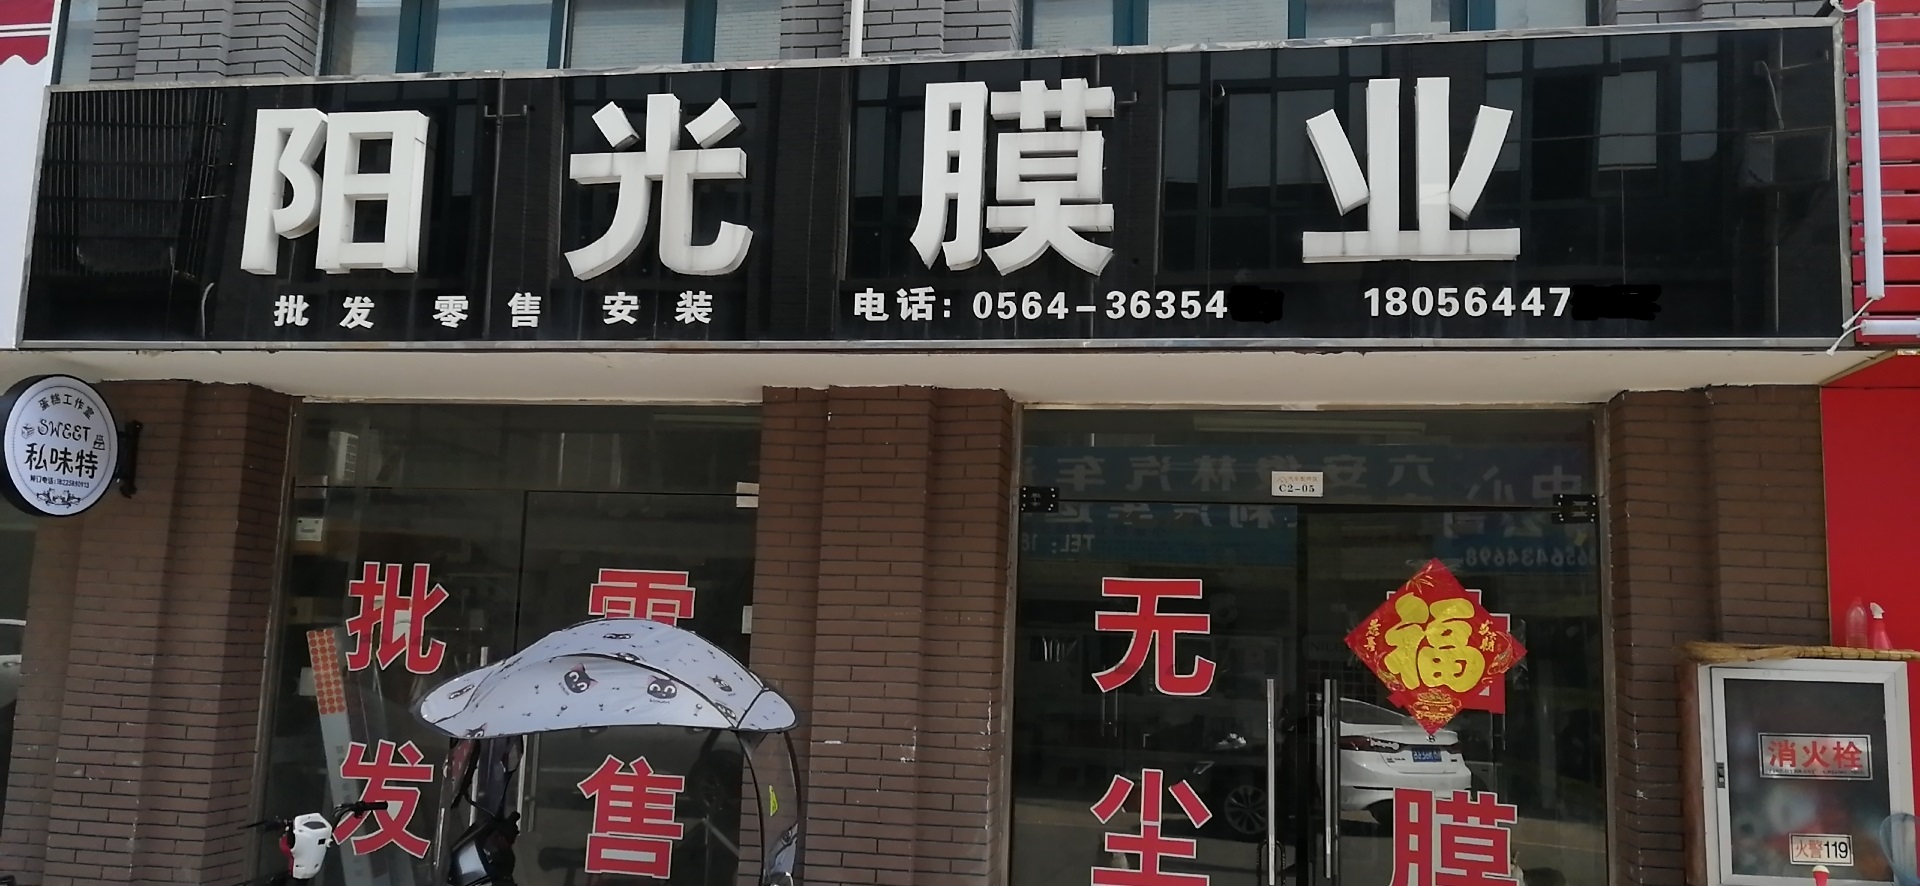 阳光膜业
批发 零售 安装 电话：0564-36354 18056447
蛋糕工作室
SWEET
私味特
C2-05
批发
零售
无尘
膜
福
消火栓
火警119